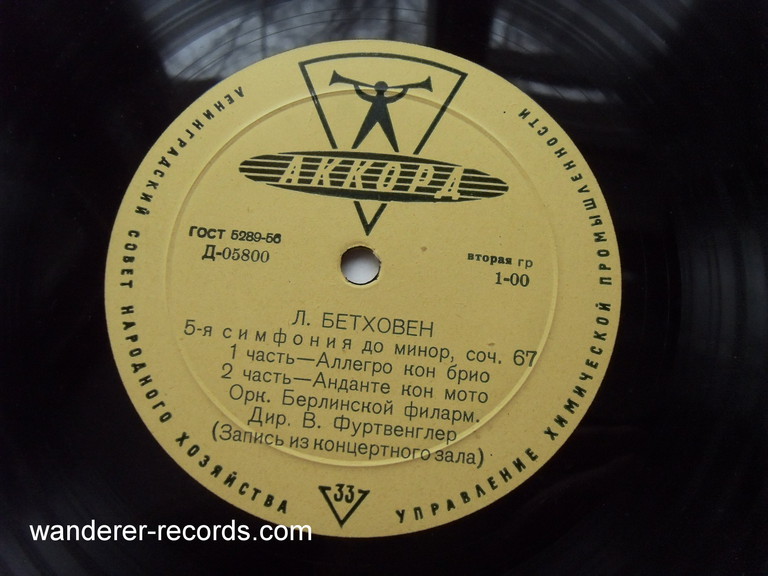 АККОРД
ЛЕНИНГРАДСКИЙ СОВЕТ НАРОДНОГО ХОЗЯЙСТВА
УПРАВЛЕНИЕ ХИМИЧЕСКОЙ ПРОМЫШЛЕННОСТИ
ГОСТ 5289-56
Д-05800
вторая гр
1-00
Л. БЕТХОВЕН
5-я симфония до минор, соч. 67
1 часть—Аллегро кон брио
2 часть—Анданте кон мото
Орк. Берлинской филарм.
Дир. В. Фуртвенглер
(Запись из концертного зала)
33
wanderer-records.com